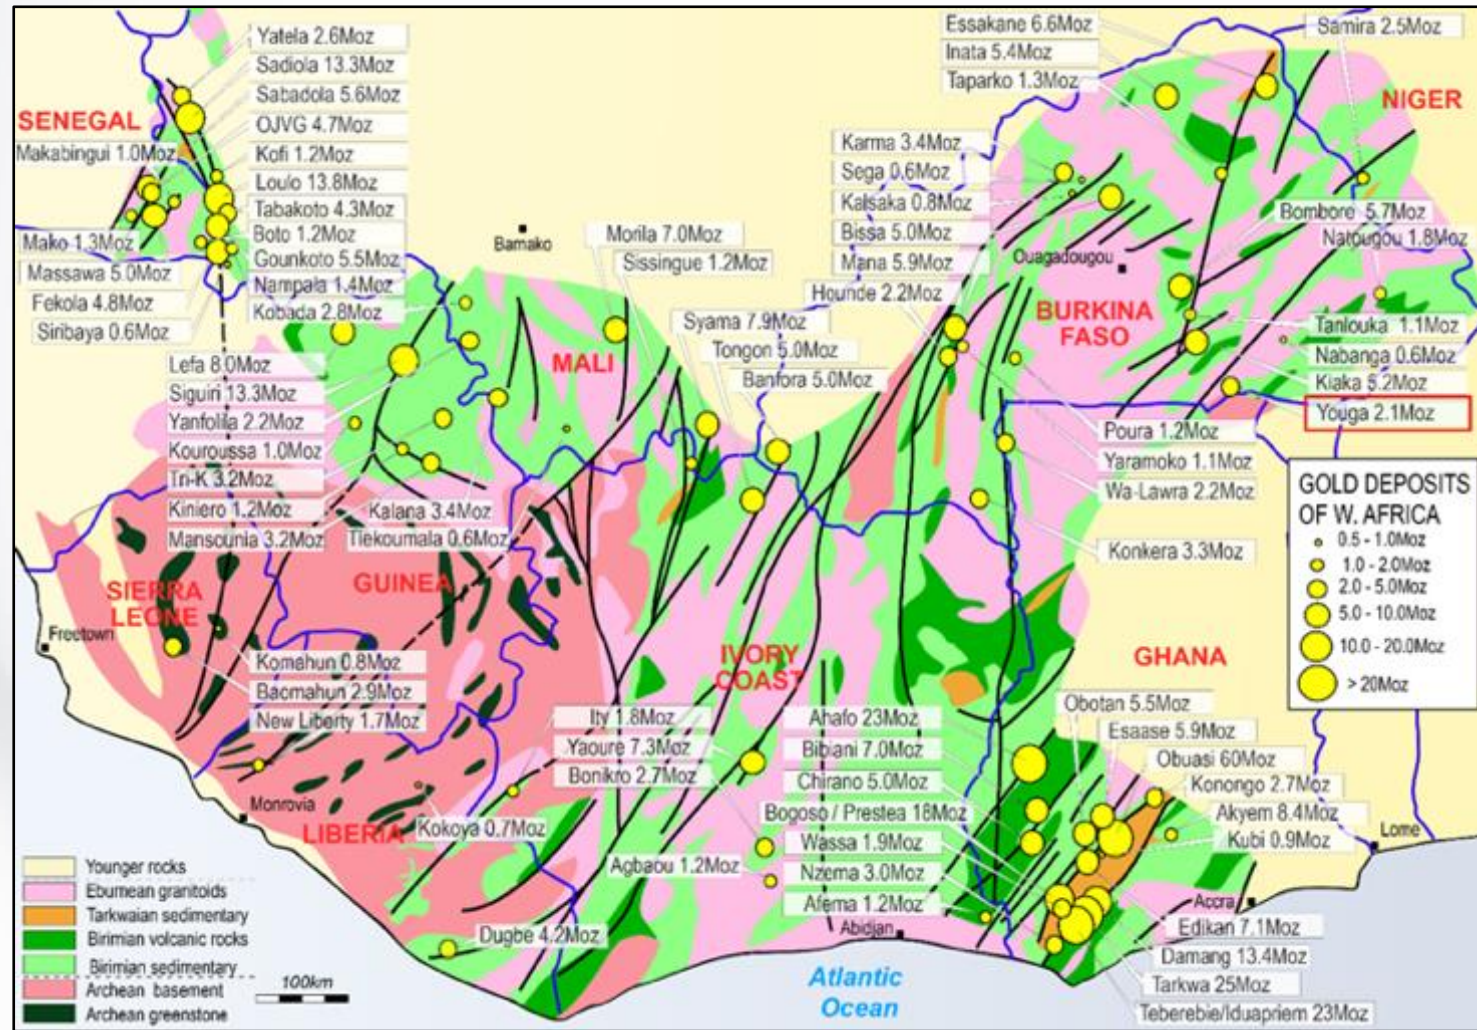 Yatela 2.6Moz
Sadiola 13.3Moz
Sabadola 5.6Moz
SENEGAL
OJVG 4.7Moz
Makabingui 1.0Moz
Kofi 1.2Moz
Loulo 13.8Moz
Tabakoto 4.3Moz
Mako 1.3Moz
Boto 1.2Moz
Massawa 5.0Moz
Gounkoto 5.5Moz
Fekola 4.8Moz
Nampala 1.4Moz
Siribaya 0.6Moz
Kobada 2.8Moz
Bamako
Morila 7.0Moz
Sissingue 1.2Moz
Syama 7.9Moz
Tongon 5.0Moz
Banfora 5.0Moz
MALI
Lefa 8.0Moz
Siguiri 13.3Moz
Yanfolila 2.2Moz
Kouroussa 1.0Moz
Tri-K 3.2Moz
Kiniero 1.2Moz
Mansounia 3.2Moz
Kalana 3.4Moz
Tiekoumala 0.6Moz
Essakane 6.6Moz
Inata 5.4Moz
Taparko 1.3Moz
Samira 2.5Moz
NIGER
Karma 3.4Moz
Sega 0.6Moz
Kalsaka 0.8Moz
Bissa 5.0Moz
Mana 5.9Moz
Hounde 2.2Moz
Ouagadougou
BURKINA
FASO
Bombore 5.7Moz
Natougou 1.8Moz
Tanlouka 1.1Moz
Nabanga 0.6Moz
Kiaka 5.2Moz
Youga 2.1Moz
Poura 1.2Moz
Yaramoko 1.1Moz
Wa-Lawra 2.2Moz
Konkera 3.3Moz
GOLD DEPOSITS
OF W. AFRICA
0.5 - 1.0Moz
1.0 - 2.0Moz
2.0 - 5.0Moz
5.0 - 10.0Moz
10.0 - 20.0Moz
> 20Moz
SIERRA
LEONE
GUINEA
Freetown
Komahun 0.8Moz
Baomahun 2.9Moz
New Liberty 1.7Moz
Monrovia
LIBERIA
Kokoya 0.7Moz
IVORY
COAST
Ity 1.8Moz
Yaoure 7.3Moz
Bonikro 2.7Moz
Agbaou 1.2Moz
Dugbe 4.2Moz
Abidjan
GHANA
Ahafo 23Moz
Bibiani 7.0Moz
Chirano 5.0Moz
Bogoso / Prestea 18Moz
Wassa 1.9Moz
Nzema 3.0Moz
Afema 1.2Moz
Obotan 5.5Moz
Esaase 5.9Moz
Obuasi 60Moz
Konongo 2.7Moz
Akyem 8.4Moz
Kubi 0.9Moz
Lome
Accra
Edikan 7.1Moz
Damang 13.4Moz
Tarkwa 25Moz
Teberebie/Iduapriem 23Moz
Atlantic
Ocean
Younger rocks
Eburnean granitoids
Tarkwaian sedimentary
Birimian volcanic rocks
Birimian sedimentary
Archean basement
Archean greenstone
100km